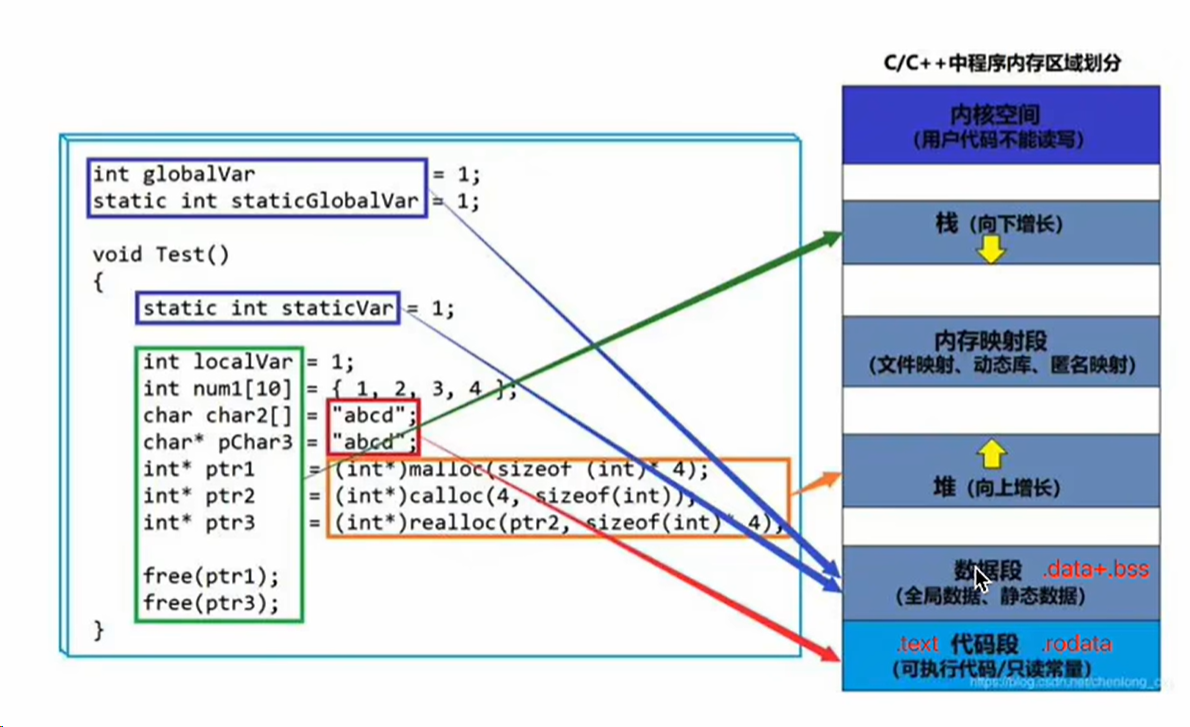 C/C++中程序内存区域划分
内核空间
(用户代码不能读写)
栈 (向下增长)
内存映射段
(文件映射、动态库、匿名映射)
堆 (向上增长)
数据段 .data+.bss
(全局数据、静态数据)
.text 代码段 .rodata
(可执行代码/只读常量)
int globalVar = 1;
static int staticGlobalVar = 1;
void Test()
{
static int staticVar = 1;
int localVar = 1;
int num1[10] = { 1, 2, 3, 4 };
char char2[] = "abcd";
char* pChar3 = "abcd";
int* ptr1 = (int*)malloc(sizeof (int)* 4);
int* ptr2 = (int*)calloc(4, sizeof(int));
int* ptr3 = (int*)realloc(ptr2, sizeof(int)* 4);
free(ptr1);
free(ptr3);
}